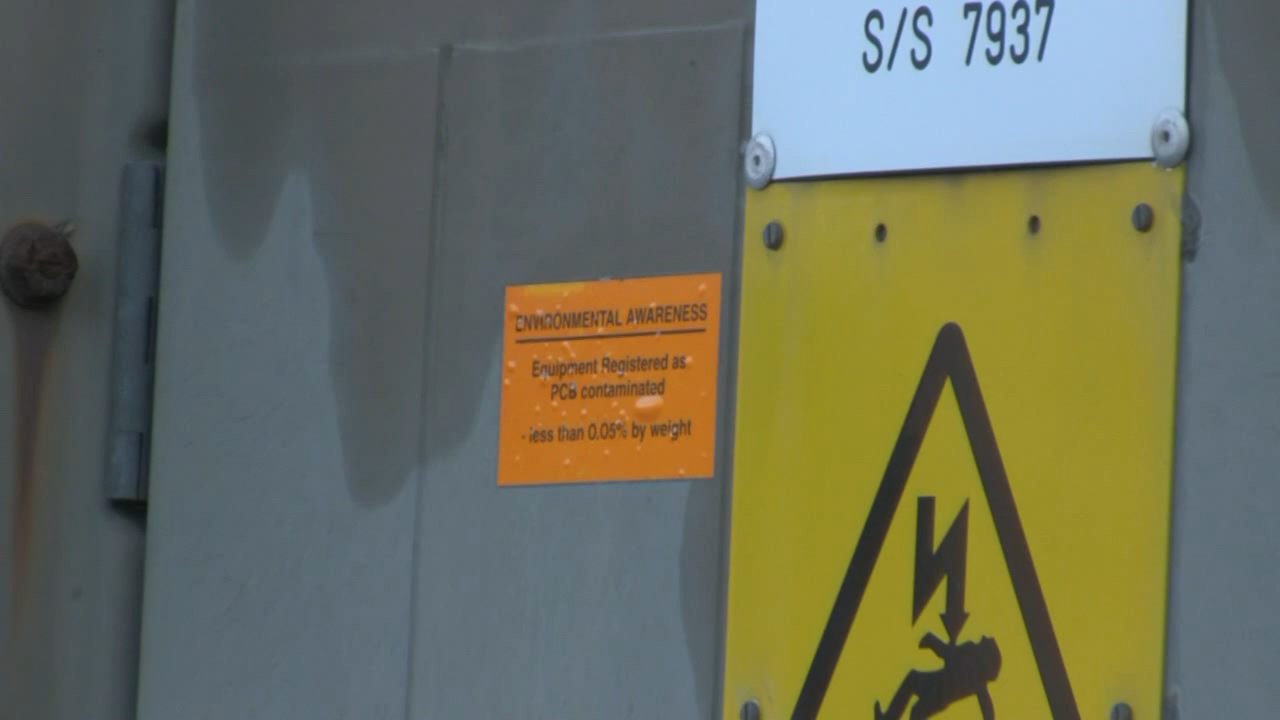 S/S 7937
ENVIRONMENTAL AWARENESS
Equipment Registered as
PCB contaminated
- less than 0.05% by weight